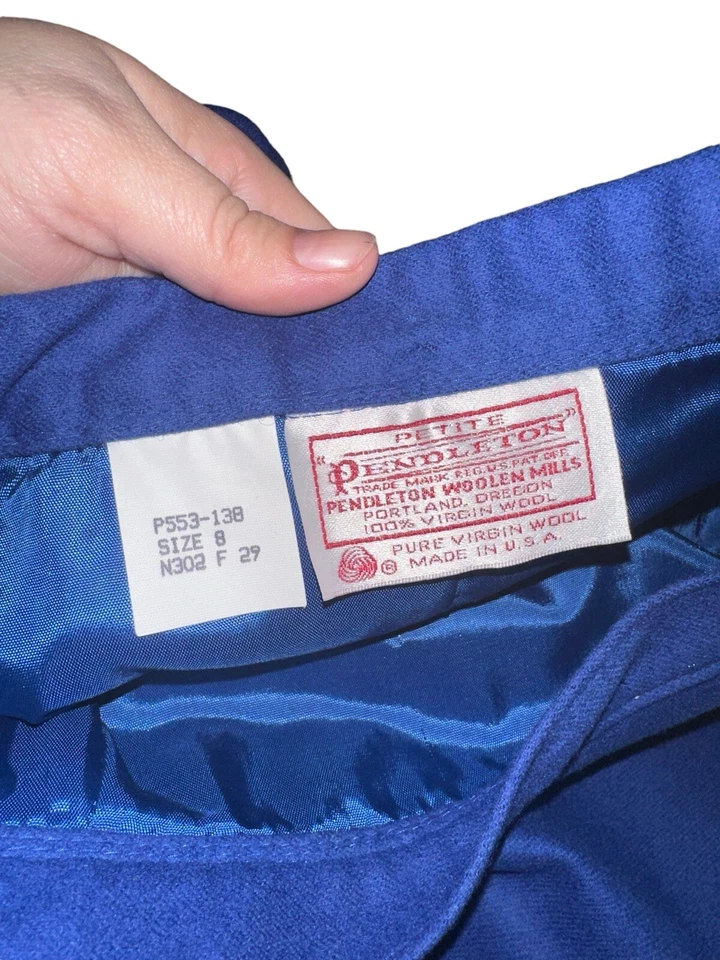 P553-138
SIZE 8
N302 F 29
PETITE
"PENDLETON"
TRADE MARK REG. U.S. PAT. OFF.
PENDLETON WOOLEN MILLS
PORTLAND, OREGON
100% VIRGIN WOOL
PURE VIRGIN WOOL
® MADE IN U.S.A.